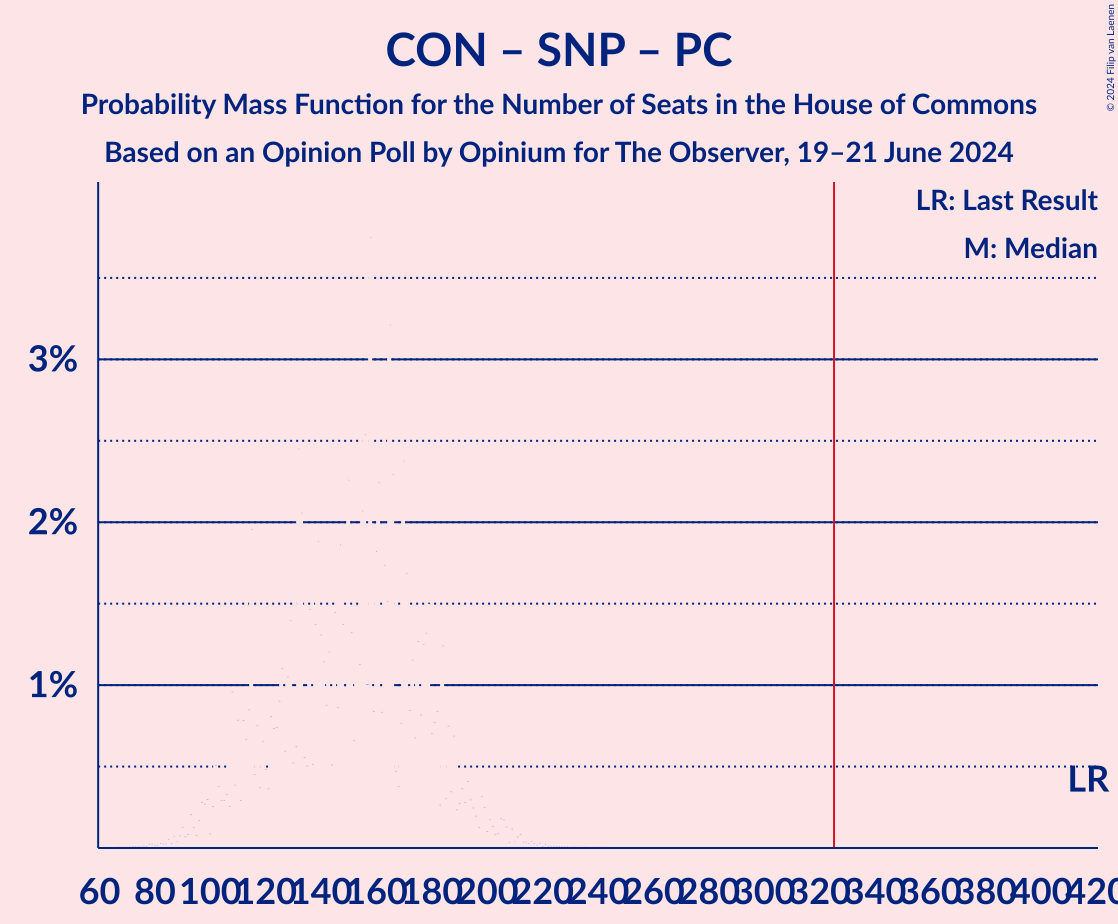 CON – SNP – PC
Probability Mass Function for the Number of Seats in the House of Commons
Based on an Opinion Poll by Opinium for The Observer, 19–21 June 2024
© 2024 Filip van Laenen
LR: Last Result
M: Median
3%
2%
1%
LR
60 80 100 120 140 160 180 200 220 240 260 280 300 320 340 360 380 400 420